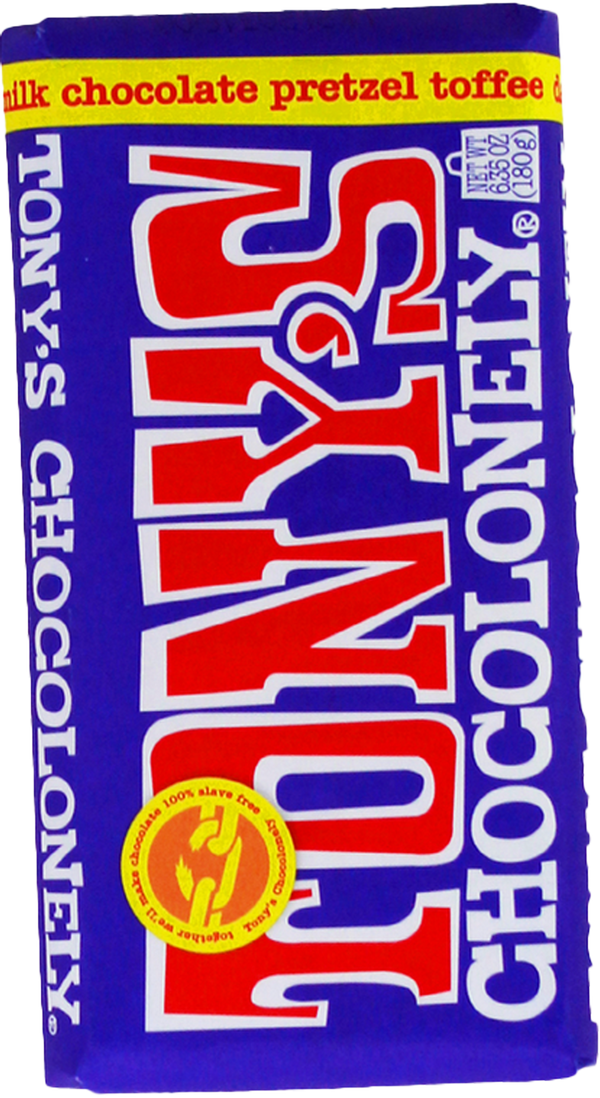 milk chocolate pretzel toffee
TONY'S
CHOCOLONELY®
NET WT
6.35 OZ
(180g)
together we'll make chocolate 100% slave free
Tony's Chocolonely
TONY'S CHOCOLONELY®